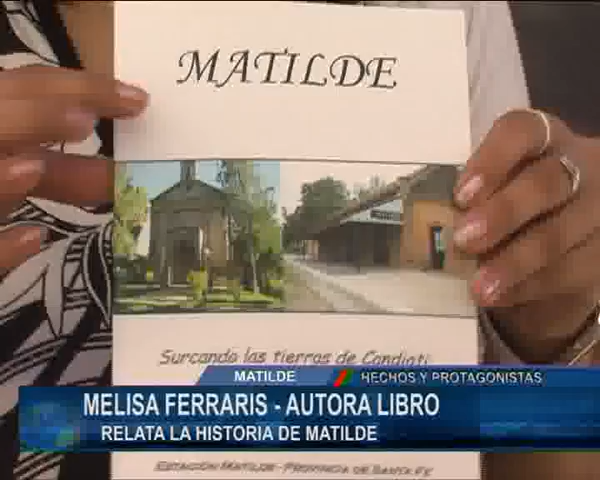 MATILDE
Surcando las tierras de Candioti
MATILDE
HECHOS Y PROTAGONISTAS
MELISA FERRARIS - AUTORA LIBRO
RELATA LA HISTORIA DE MATILDE
ESTACIÓN MATILDE - PROVINCIA DE SANTA FE